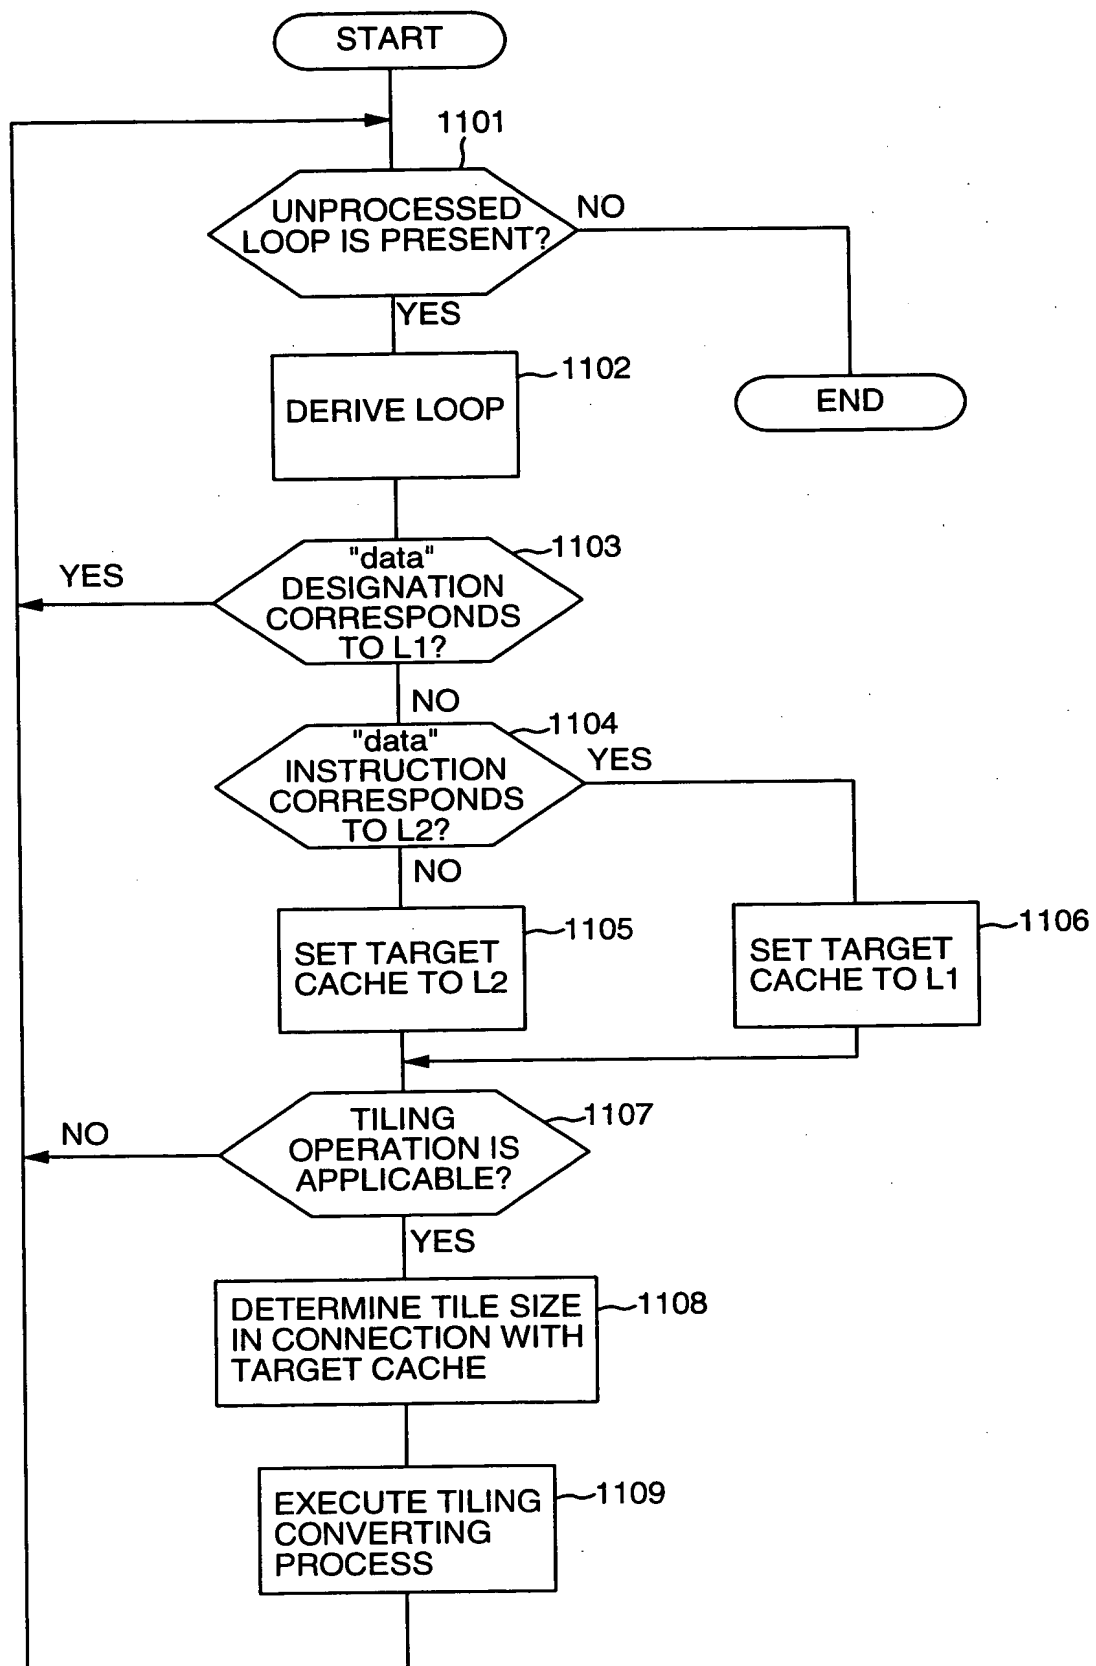 START
1101
UNPROCESSED
LOOP IS PRESENT?
NO
YES
1102
DERIVE LOOP
END
1103
"data"
DESIGNATION
CORRESPONDS
TO L1?
YES
NO
1104
"data"
INSTRUCTION
CORRESPONDS
TO L2?
YES
NO
1105
SET TARGET
CACHE TO L2
1106
SET TARGET
CACHE TO L1
1107
TILING
OPERATION IS
APPLICABLE?
NO
YES
1108
DETERMINE TILE SIZE
IN CONNECTION WITH
TARGET CACHE
1109
EXECUTE TILING
CONVERTING
PROCESS